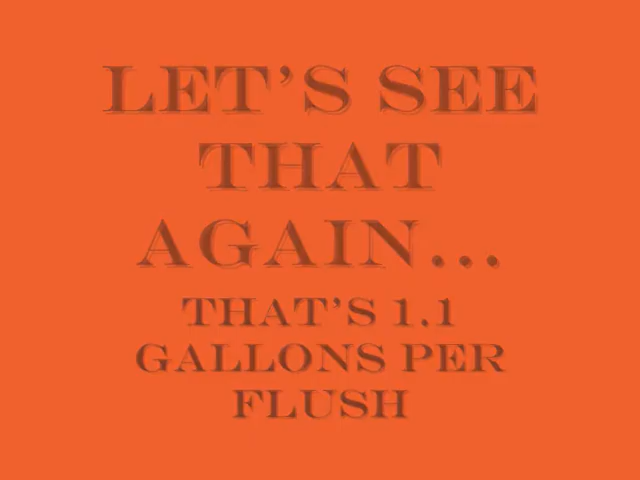 LET'S SEE
THAT
AGAIN...
THAT'S 1.1
GALLONS PER
FLUSH